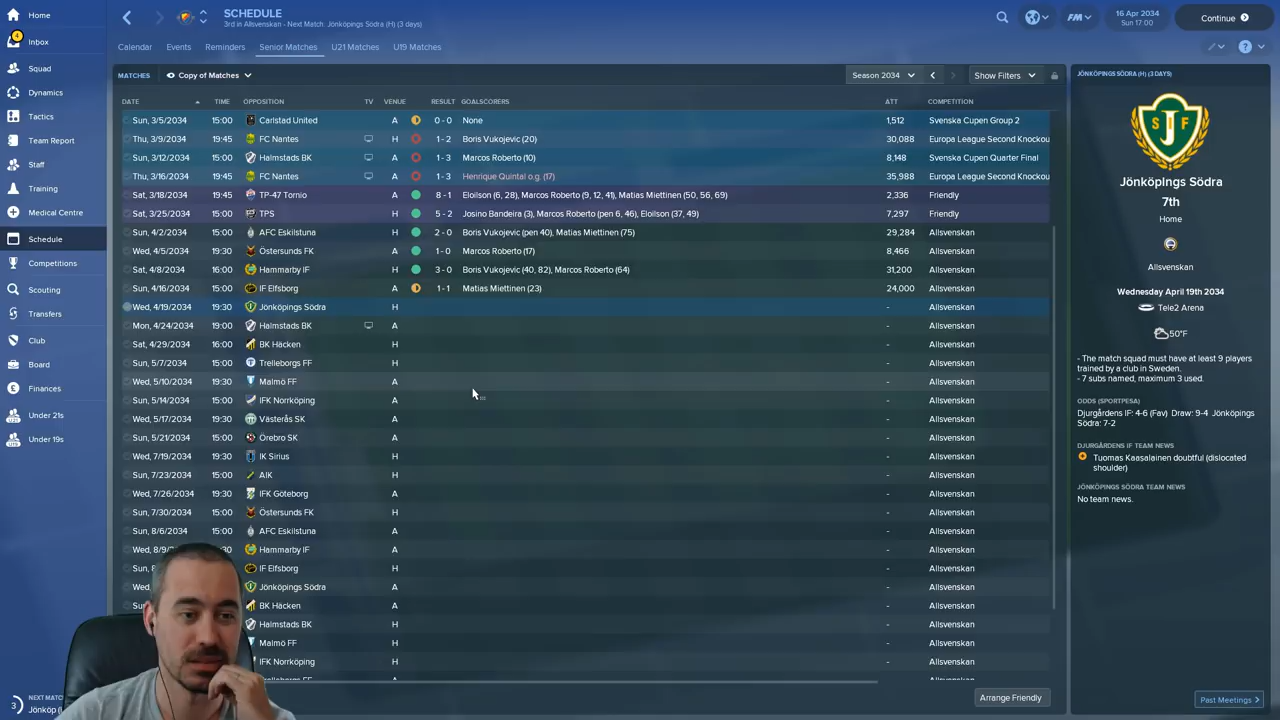 Home
4
Inbox
Squad
Dynamics
Tactics
Team Report
Staff
Training
Medical Centre
Schedule
Competitions
Scouting
Transfers
Club
Board
Finances
Under 21s
Under 19s
3
NEXT MATCH
Jönköp
SCHEDULE
3rd in Allsvenskan - Next Match: Jönköpings Södra (H) (3 days)
FM
16 Apr 2034
Sun 17:00
Continue
Calendar Events Reminders Senior Matches U21 Matches U19 Matches
MATCHES Copy of Matches Season 2034 Show Filters
DATE TIME OPPOSITION TV VENUE RESULT GOALSCORERS ATT COMPETITION
Sun, 3/5/2034 15:00 Carlstad United A 0 - 0 None 1,512 Svenska Cupen Group 2
Thu, 3/9/2034 19:45 FC Nantes H 1 - 2 Boris Vukojevic (20) 30,088 Europa League Second Knockou
Sun, 3/12/2034 15:00 Halmstads BK A 1 - 3 Marcos Roberto (10) 8,148 Svenska Cupen Quarter Final
Thu, 3/16/2034 19:45 FC Nantes A 1 - 3 Henrique Quintal o.g. (17) 35,988 Europa League Second Knockou
Sat, 3/18/2034 19:45 TP-47 Tornio A 8 - 1 Eloilson (6, 28), Marcos Roberto (9, 12, 41), Matias Miettinen (50, 56, 69) 2,336 Friendly
Sat, 3/25/2034 15:00 TPS H 5 - 2 Josino Bandeira (3), Marcos Roberto (pen 6, 46), Eloilson (37, 49) 7,297 Friendly
Sun, 4/2/2034 15:00 AFC Eskilstuna H 2 - 0 Boris Vukojevic (pen 40), Matias Miettinen (75) 29,284 Allsvenskan
Wed, 4/5/2034 19:30 Östersunds FK A 1 - 0 Marcos Roberto (17) 8,466 Allsvenskan
Sat, 4/8/2034 16:00 Hammarby IF H 3 - 0 Boris Vukojevic (40, 82), Marcos Roberto (64) 31,200 Allsvenskan
Sun, 4/16/2034 15:00 IF Elfsborg A 1 - 1 Matias Miettinen (23) 24,000 Allsvenskan
Wed, 4/19/2034 19:30 Jönköpings Södra H - Allsvenskan
Mon, 4/24/2034 19:00 Halmstads BK A - Allsvenskan
Sat, 4/29/2034 16:00 BK Häcken H - Allsvenskan
Sun, 5/7/2034 15:00 Trelleborgs FF H - Allsvenskan
Wed, 5/10/2034 19:30 Malmö FF A - Allsvenskan
Sun, 5/14/2034 15:00 IFK Norrköping A - Allsvenskan
Wed, 5/17/2034 19:30 Västerås SK A - Allsvenskan
Sun, 5/21/2034 15:00 Örebro SK A - Allsvenskan
Wed, 7/19/2034 19:30 IK Sirius H - Allsvenskan
Sun, 7/23/2034 15:00 AIK H - Allsvenskan
Wed, 7/26/2034 19:30 IFK Göteborg A - Allsvenskan
Sun, 7/30/2034 15:00 Östersunds FK H - Allsvenskan
Sun, 8/6/2034 15:00 AFC Eskilstuna A - Allsvenskan
Wed, 8/9/ 30 Hammarby IF A - Allsvenskan
Sun, 8 IF Elfsborg H - Allsvenskan
Wed, Jönköpings Södra A - Allsvenskan
BK Häcken A - Allsvenskan
Halmstads BK H - Allsvenskan
Malmö FF H - Allsvenskan
IFK Norrköping H - Allsvenskan
Arrange Friendly
JÖNKÖPINGS SÖDRA (H) (3 DAYS)
J S F
Jönköpings Södra
7th
Home
Allsvenskan
Wednesday April 19th 2034
Tele2 Arena
50°F
- The match squad must have at least 9 players
trained by a club in Sweden.
- 7 subs named, maximum 3 used.
ODDS (SPORTPESA)
Djurgårdens IF: 4-6 (Fav) Draw: 9-4 Jönköpings
Södra: 7-2
DJURGÅRDENS IF TEAM NEWS
Tuomas Kaasalainen doubtful (dislocated
shoulder)
JÖNKÖPINGS SÖDRA TEAM NEWS
No team news.
Past Meetings